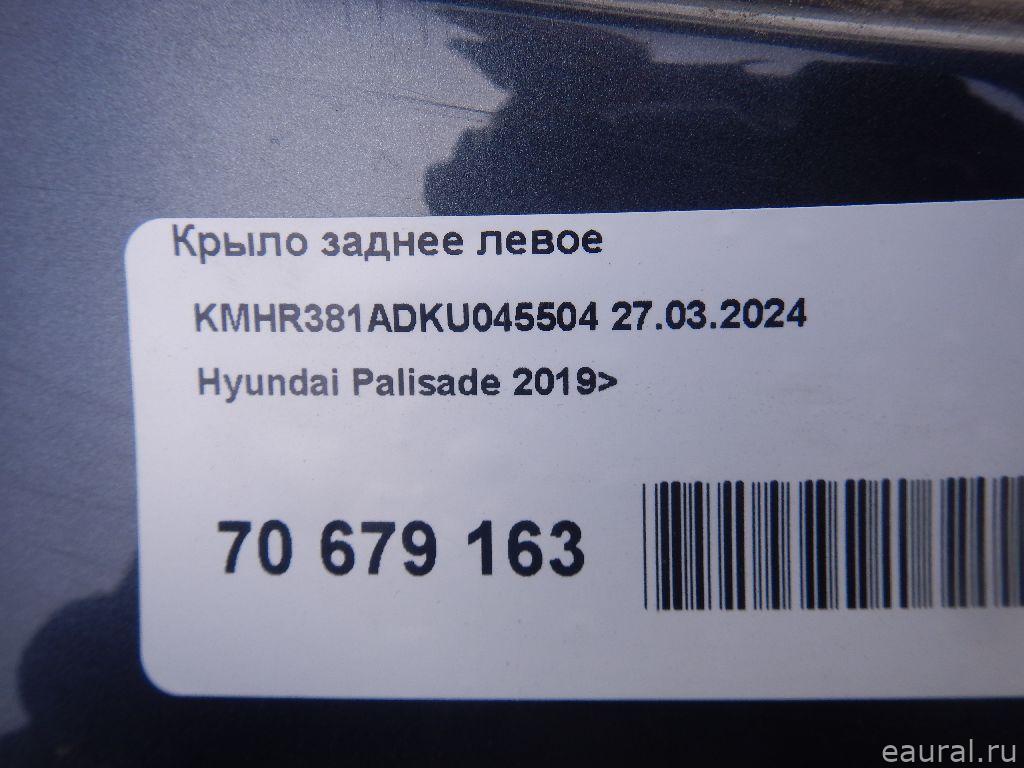 Крыло заднее левое
KMHR381ADKU045504 27.03.2024
Hyundai Palisade 2019>
70 679 163
eaural.ru